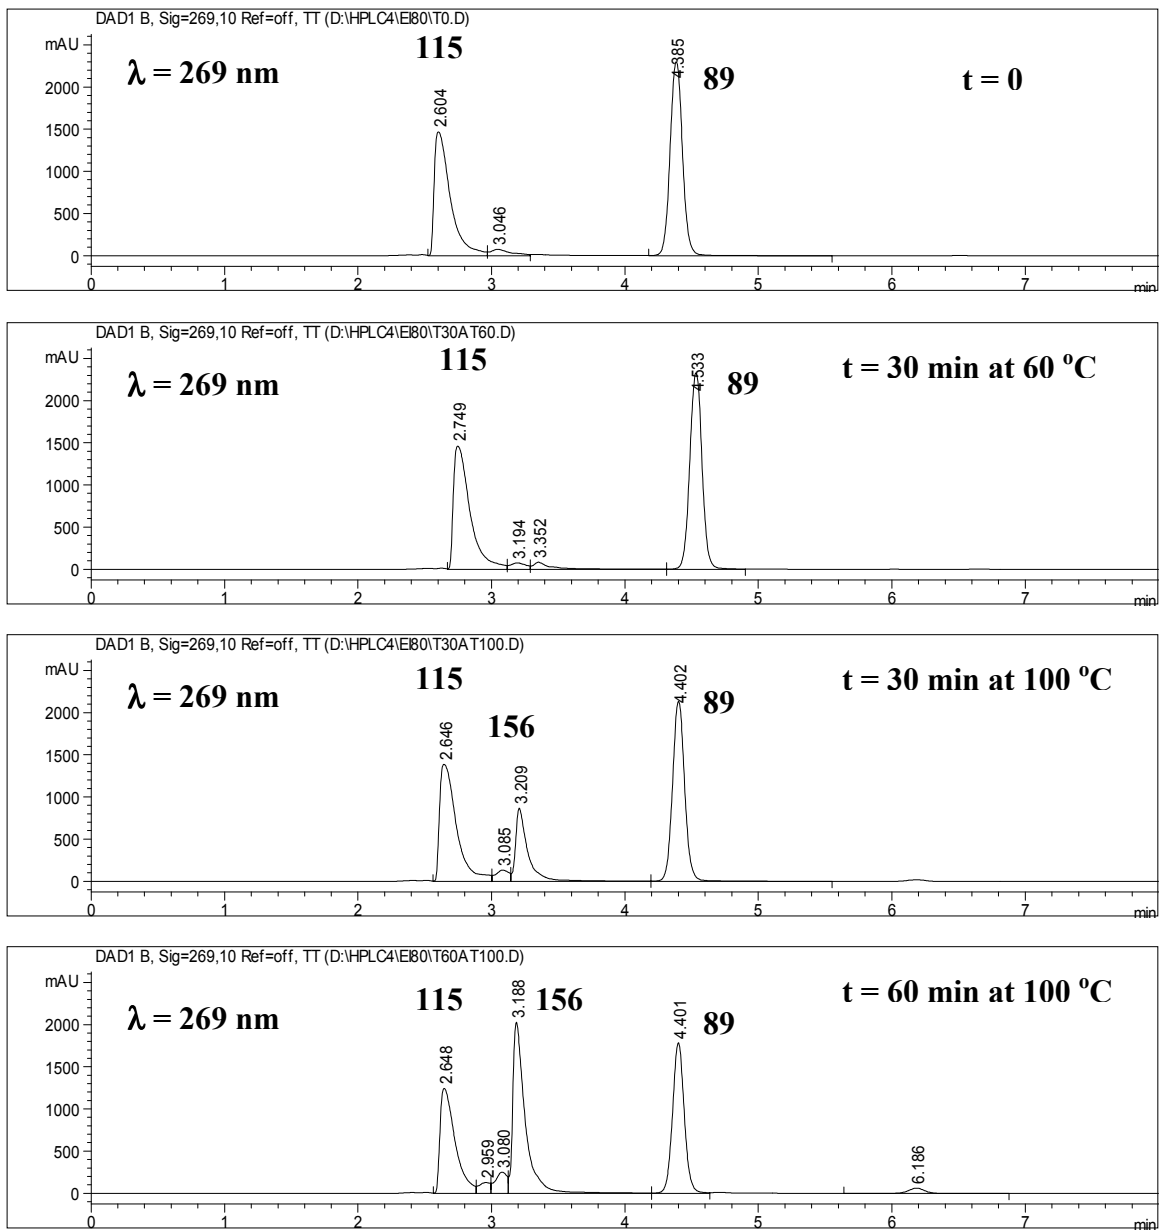 DAD1 B, Sig=269,10 Ref=off, TT (D:\HPLC4\EI80\T0.D)
mAU
λ = 269 nm
115
89
t = 0
2.604
3.046
4.385
2000
1500
1000
500
0
0 1 2 3 4 5 6 7 min
DAD1 B, Sig=269,10 Ref=off, TT (D:\HPLC4\EI80\T30AT60.D)
mAU
λ = 269 nm
115
89
t = 30 min at 60 °C
2.749
3.194
3.352
4.533
2000
1500
1000
500
0
0 1 2 3 4 5 6 7 min
DAD1 B, Sig=269,10 Ref=off, TT (D:\HPLC4\EI80\T30AT100.D)
mAU
λ = 269 nm
115
156
89
t = 30 min at 100 °C
2.646
3.085
3.209
4.402
2000
1500
1000
500
0
0 1 2 3 4 5 6 7 min
DAD1 B, Sig=269,10 Ref=off, TT (D:\HPLC4\EI80\T60AT100.D)
mAU
λ = 269 nm
115
156
89
t = 60 min at 100 °C
2.648
2.959
3.080
3.188
4.401
6.186
2000
1500
1000
500
0
0 1 2 3 4 5 6 7 min